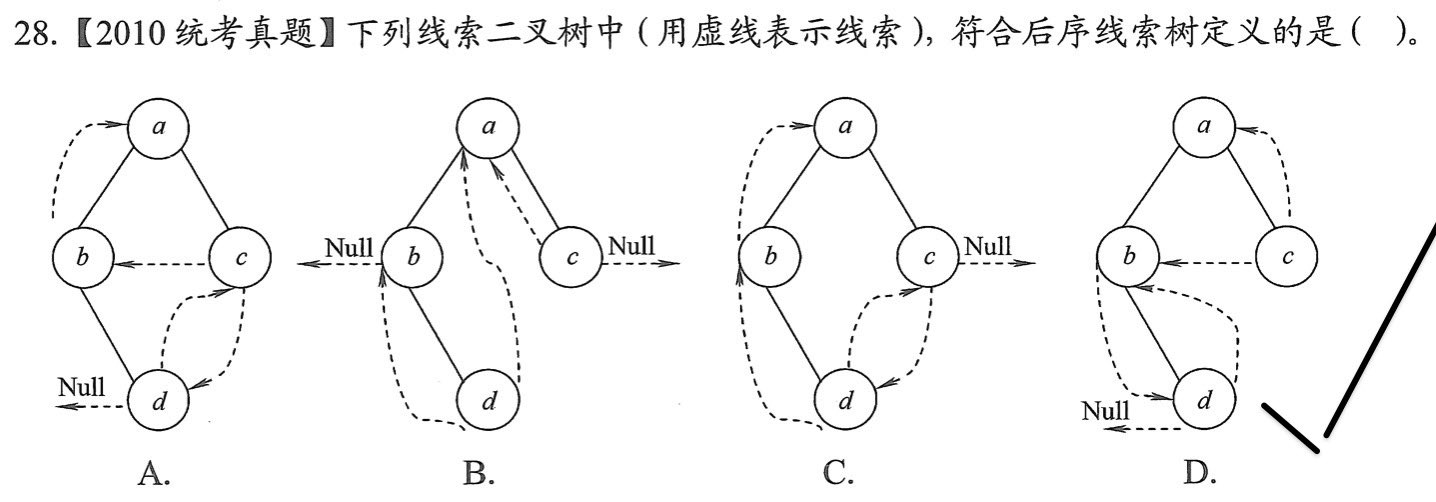 28.【2010 统考真题】下列线索二叉树中 ( 用虚线表示线索 ), 符合后序线索树定义的是 (   )。
a a a a
b c Null b c Null b c Null b c
Null d d d Null d
A. B. C. D.